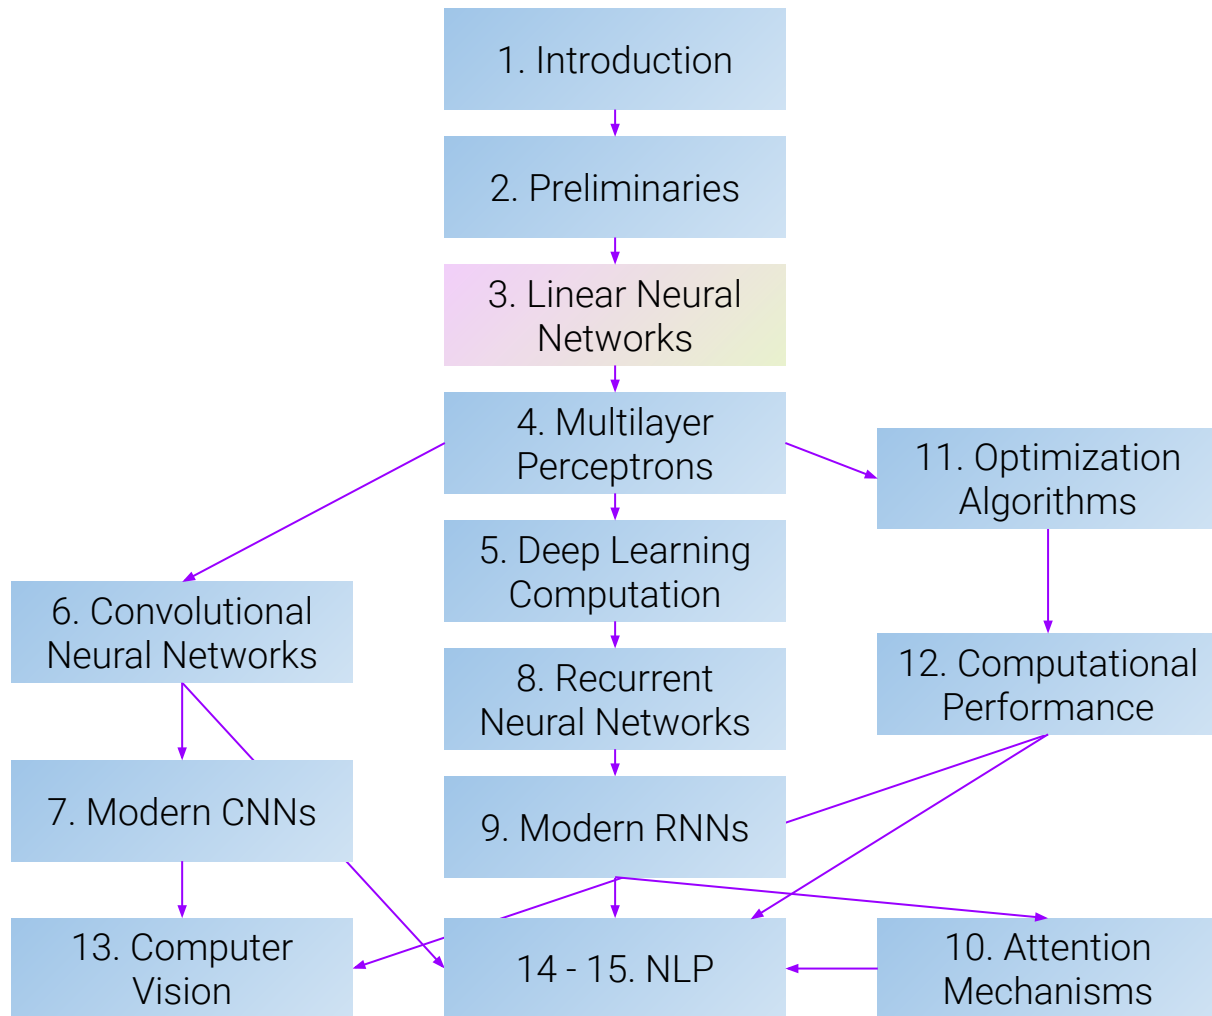 1. Introduction
2. Preliminaries
3. Linear Neural
Networks
4. Multilayer
Perceptrons
11. Optimization
Algorithms
5. Deep Learning
Computation
6. Convolutional
Neural Networks
8. Recurrent
Neural Networks
12. Computational
Performance
7. Modern CNNs
9. Modern RNNs
13. Computer
Vision
14 - 15. NLP
10. Attention
Mechanisms